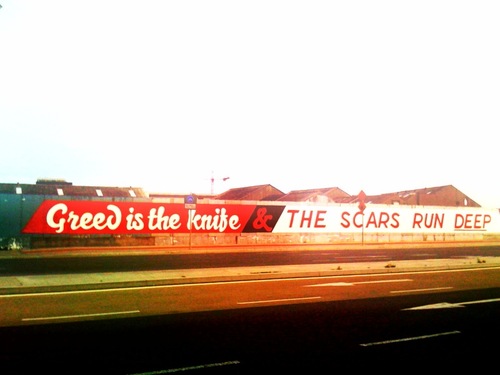 Greed is the knife & THE SCARS RUN DEEP